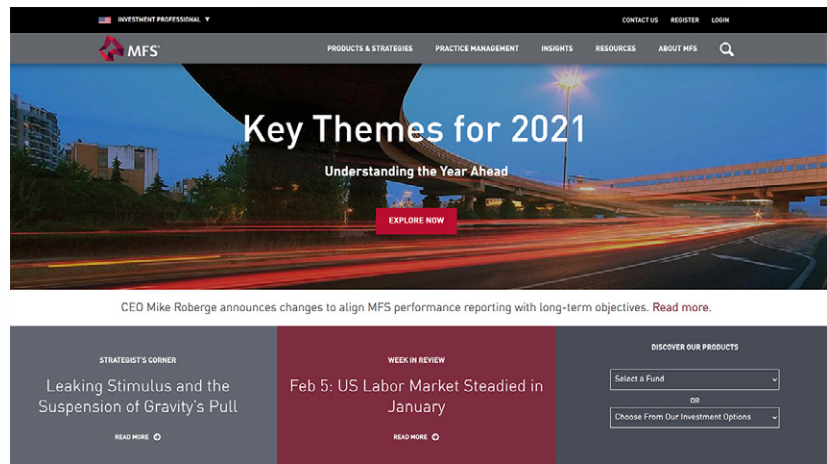 INVESTMENT PROFESSIONAL ▼
CONTACT US REGISTER LOGIN
MFS®
PRODUCTS & STRATEGIES PRACTICE MANAGEMENT INSIGHTS RESOURCES ABOUT MFS
Key Themes for 2021
Understanding the Year Ahead
EXPLORE NOW
CEO Mike Roberge announces changes to align MFS performance reporting with long-term objectives. Read more.
STRATEGIST'S CORNER
Leaking Stimulus and the
Suspension of Gravity's Pull
READ MORE
WEEK IN REVIEW
Feb 5: US Labor Market Steadied in
January
READ MORE
DISCOVER OUR PRODUCTS
Select a Fund
OR
Choose From Our Investment Options